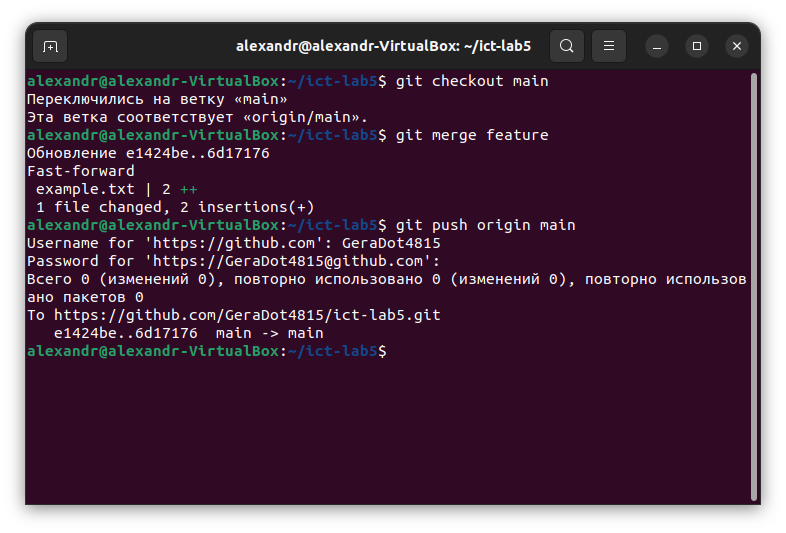 alexandr@alexandr-VirtualBox: ~/ict-lab5
alexandr@alexandr-VirtualBox:~/ict-lab5$ git checkout main
Переключились на ветку «main»
Эта ветка соответствует «origin/main».
alexandr@alexandr-VirtualBox:~/ict-lab5$ git merge feature
Обновление e1424be..6d17176
Fast-forward
 example.txt | 2 ++
 1 file changed, 2 insertions(+)
alexandr@alexandr-VirtualBox:~/ict-lab5$ git push origin main
Username for 'https://github.com': GeraDot4815
Password for 'https://GeraDot4815@github.com':
Всего 0 (изменений 0), повторно использовано 0 (изменений 0), повторно использов
ано пакетов 0
To https://github.com/GeraDot4815/ict-lab5.git
   e1424be..6d17176  main -> main
alexandr@alexandr-VirtualBox:~/ict-lab5$